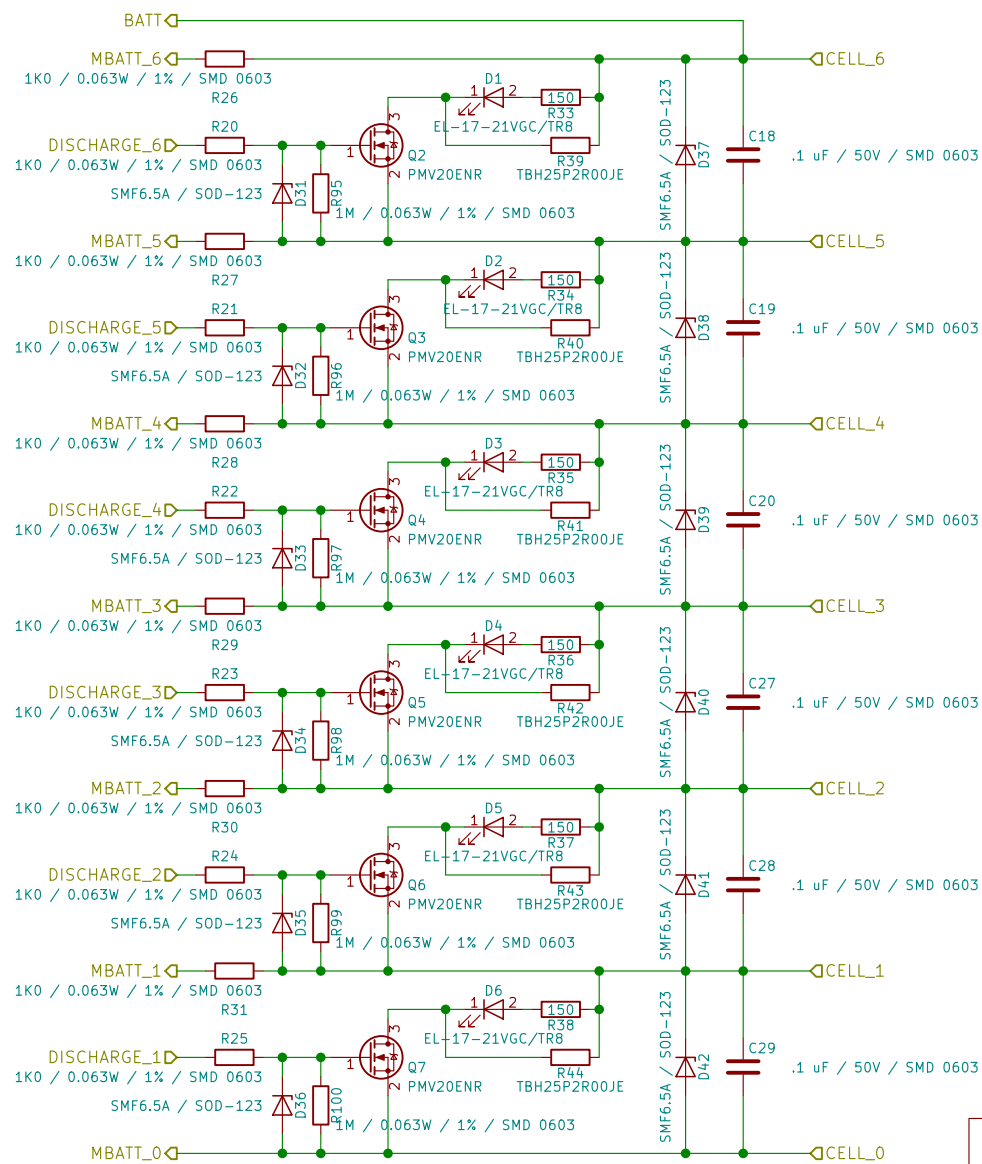 BATT
MBATT_6
CELL_6
1K0 / 0.063W / 1% / SMD 0603
R26
D1
1 2
150
R33
EL-17-21VGC/TR8
3
R20
DISCHARGE_6
1
Q2
R39
D37
C18
.1 uF / 50V / SMD 0603
1K0 / 0.063W / 1% / SMD 0603
2
PMV20ENR
TBH25P2R00JE
SMF6.5A / SOD-123
SMF6.5A / SOD-123
D31
R95
1M / 0.063W / 1% / SMD 0603
MBATT_5
CELL_5
1K0 / 0.063W / 1% / SMD 0603
R27
D2
1 2
150
R34
EL-17-21VGC/TR8
3
R21
DISCHARGE_5
1
Q3
R40
D38
C19
.1 uF / 50V / SMD 0603
1K0 / 0.063W / 1% / SMD 0603
2
PMV20ENR
TBH25P2R00JE
SMF6.5A / SOD-123
SMF6.5A / SOD-123
D32
R96
1M / 0.063W / 1% / SMD 0603
MBATT_4
CELL_4
1K0 / 0.063W / 1% / SMD 0603
R28
D3
1 2
150
R35
EL-17-21VGC/TR8
3
R22
DISCHARGE_4
1
Q4
R41
D39
C20
.1 uF / 50V / SMD 0603
1K0 / 0.063W / 1% / SMD 0603
2
PMV20ENR
TBH25P2R00JE
SMF6.5A / SOD-123
SMF6.5A / SOD-123
D33
R97
1M / 0.063W / 1% / SMD 0603
MBATT_3
CELL_3
1K0 / 0.063W / 1% / SMD 0603
R29
D4
1 2
150
R36
EL-17-21VGC/TR8
3
R23
DISCHARGE_3
1
Q5
R42
D40
C27
.1 uF / 50V / SMD 0603
1K0 / 0.063W / 1% / SMD 0603
2
PMV20ENR
TBH25P2R00JE
SMF6.5A / SOD-123
SMF6.5A / SOD-123
D34
R98
1M / 0.063W / 1% / SMD 0603
MBATT_2
CELL_2
1K0 / 0.063W / 1% / SMD 0603
R30
D5
1 2
150
R37
EL-17-21VGC/TR8
3
R24
DISCHARGE_2
1
Q6
R43
D41
C28
.1 uF / 50V / SMD 0603
1K0 / 0.063W / 1% / SMD 0603
2
PMV20ENR
TBH25P2R00JE
SMF6.5A / SOD-123
SMF6.5A / SOD-123
D35
R99
1M / 0.063W / 1% / SMD 0603
MBATT_1
CELL_1
1K0 / 0.063W / 1% / SMD 0603
R31
D6
1 2
150
R38
EL-17-21VGC/TR8
3
R25
DISCHARGE_1
1
Q7
R44
D42
C29
.1 uF / 50V / SMD 0603
1K0 / 0.063W / 1% / SMD 0603
2
PMV20ENR
TBH25P2R00JE
SMF6.5A / SOD-123
SMF6.5A / SOD-123
D36
R100
1M / 0.063W / 1% / SMD 0603
MBATT_0
CELL_0